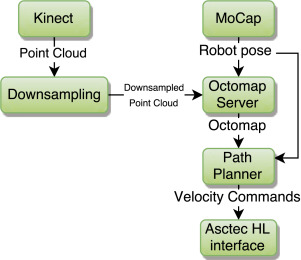 Kinect
MoCap
Point Cloud
Robot pose
Downsampling
Downsampled
Point Cloud
Octomap
Server
Octomap
Path
Planner
Velocity Commands
Asctec HL
interface